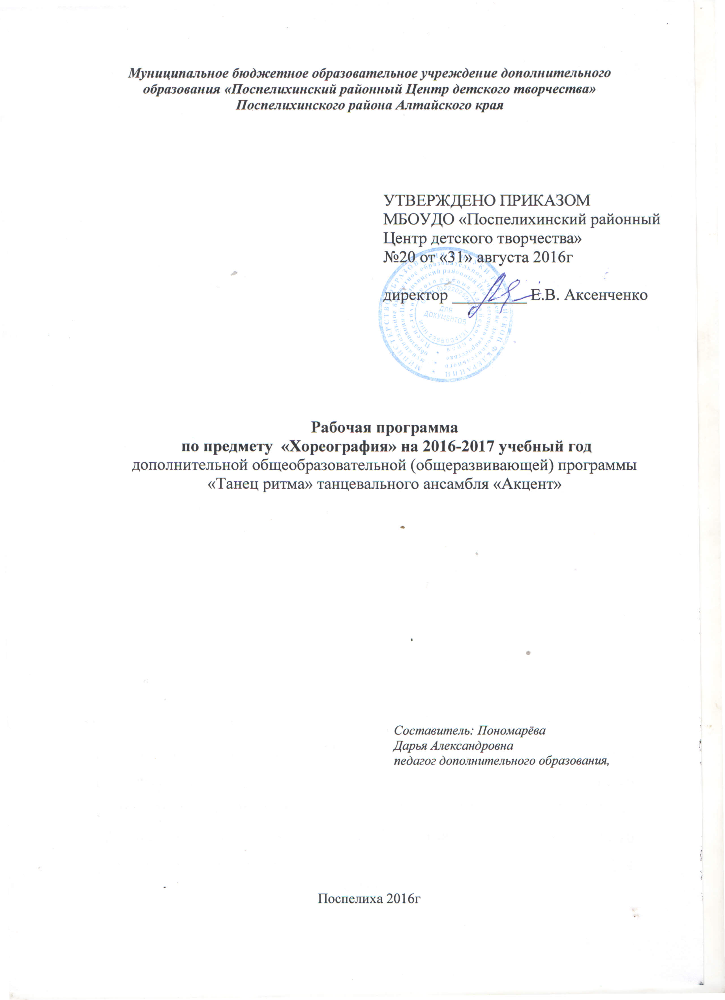 Муниципальное бюджетное образовательное учреждение дополнительного
образования «Поспелихинский районный Центр детского творчества»
Поспелихинского района Алтайского края
УТВЕРЖДЕНО ПРИКАЗОМ
МБОУДО «Поспелихинский районный
Центр детского творчества»
№20 от «31» августа 2016г
директор __________ Е.В. Аксенченко
ДЛЯ
ДОКУМЕНТОВ
ИНН 2265004131
Рабочая программа
по предмету «Хореография» на 2016-2017 учебный год
дополнительной общеобразовательной (общеразвивающей) программы
«Танец ритма» танцевального ансамбля «Акцент»
Составитель: Пономарёва
Дарья Александровна
педагог дополнительного образования,
Поспелиха 2016г